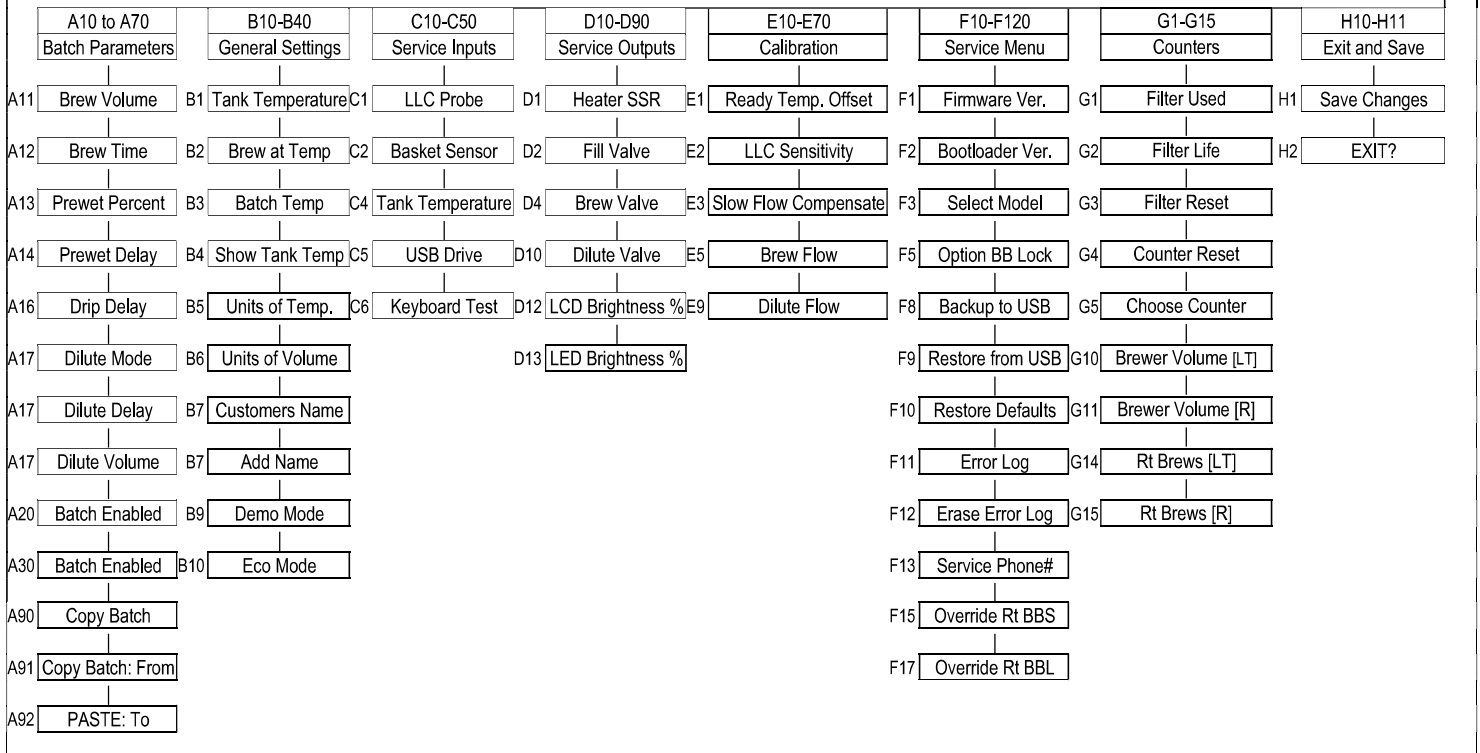 A10 to A70 B10-B40 C10-C50 D10-D90 E10-E70 F10-F120 G1-G15 H10-H11
Batch Parameters General Settings Service Inputs Service Outputs Calibration Service Menu Counters Exit and Save
A11 Brew Volume B1 Tank Temperature C1 LLC Probe D1 Heater SSR E1 Ready Temp. Offset F1 Firmware Ver. G1 Filter Used H1 Save Changes
A12 Brew Time B2 Brew at Temp C2 Basket Sensor D2 Fill Valve E2 LLC Sensitivity F2 Bootloader Ver. G2 Filter Life H2 EXIT?
A13 Prewet Percent B3 Batch Temp C4 Tank Temperature D4 Brew Valve E3 Slow Flow Compensate F3 Select Model G3 Filter Reset
A14 Prewet Delay B4 Show Tank Temp C5 USB Drive D10 Dilute Valve E5 Brew Flow F5 Option BB Lock G4 Counter Reset
A16 Drip Delay B5 Units of Temp. C6 Keyboard Test D12 LCD Brightness % E9 Dilute Flow F8 Backup to USB G5 Choose Counter
A17 Dilute Mode B6 Units of Volume D13 LED Brightness % F9 Restore from USB G10 Brewer Volume [LT]
A17 Dilute Delay B7 Customers Name F10 Restore Defaults G11 Brewer Volume [R]
A17 Dilute Volume B7 Add Name F11 Error Log G14 Rt Brews [LT]
A20 Batch Enabled B9 Demo Mode F12 Erase Error Log G15 Rt Brews [R]
A30 Batch Enabled B10 Eco Mode F13 Service Phone#
A90 Copy Batch F15 Override Rt BBS
A91 Copy Batch: From F17 Override Rt BBL
A92 PASTE: To